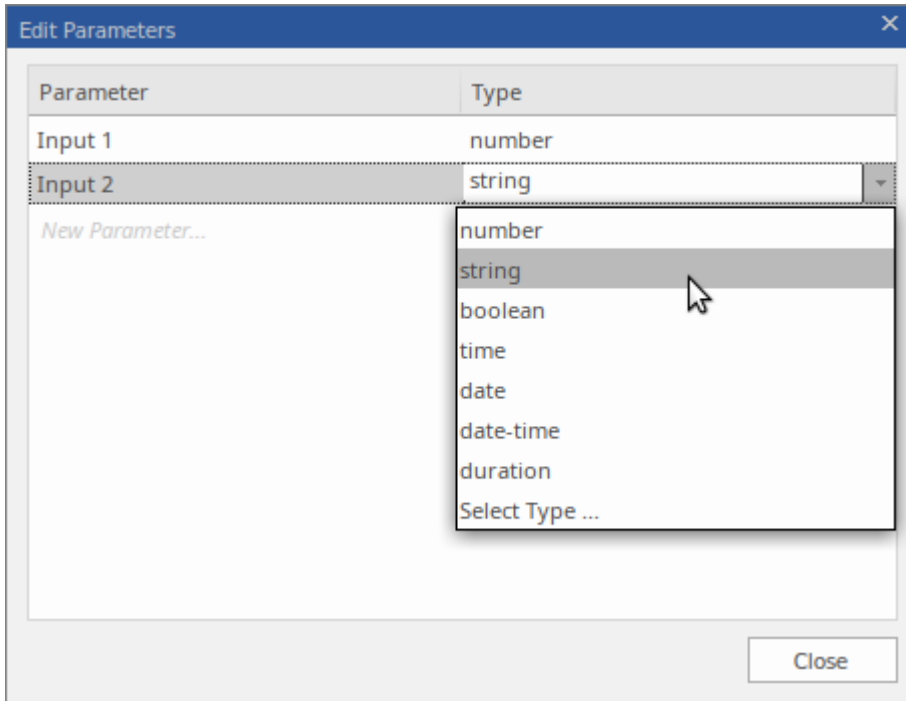 Edit Parameters
Parameter Type
Input 1 number
Input 2 string
New Parameter...
number
string
boolean
time
date
date-time
duration
Select Type ...
Close